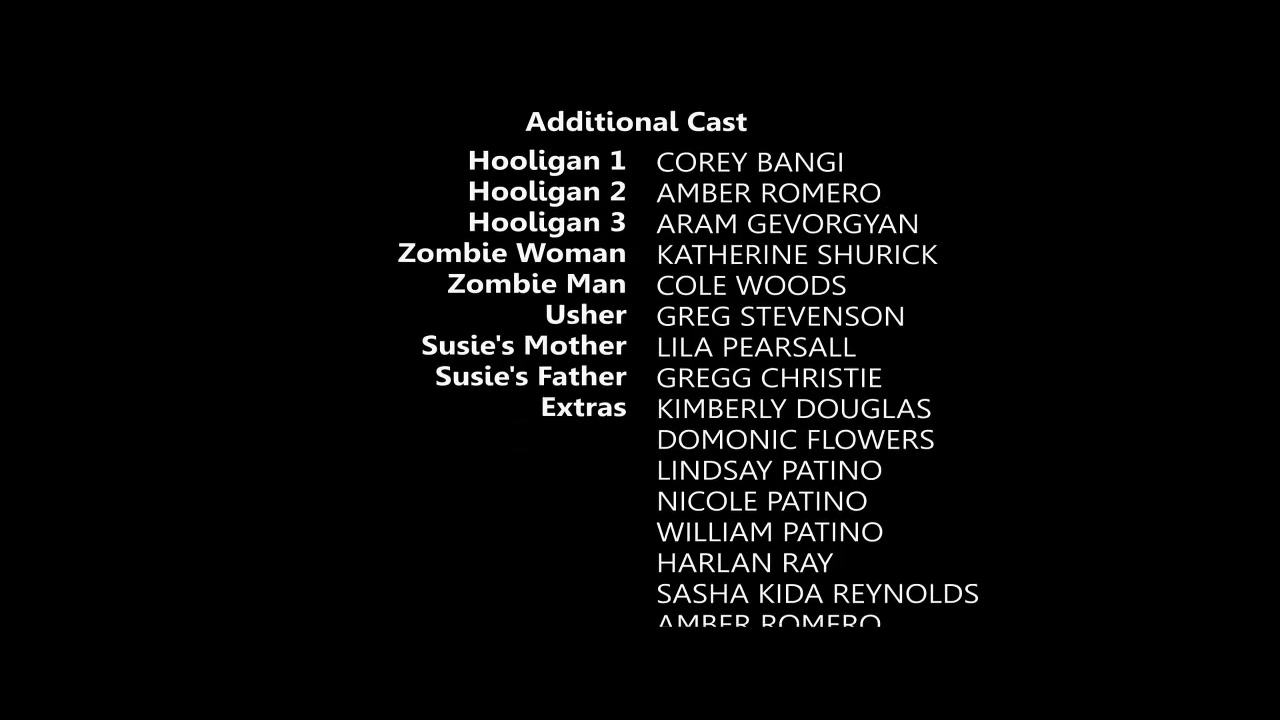 Additional Cast
Hooligan 1 COREY BANGI
Hooligan 2 AMBER ROMERO
Hooligan 3 ARAM GEVORGYAN
Zombie Woman KATHERINE SHURICK
Zombie Man COLE WOODS
Usher GREG STEVENSON
Susie's Mother LILA PEARSALL
Susie's Father GREGG CHRISTIE
Extras KIMBERLY DOUGLAS
DOMONIC FLOWERS
LINDSAY PATINO
NICOLE PATINO
WILLIAM PATINO
HARLAN RAY
SASHA KIDA REYNOLDS
AMBER ROMERO